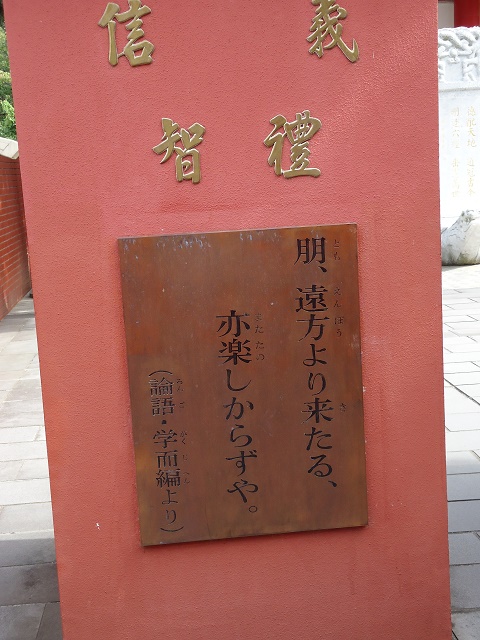 義
禮
信
智
朋、遠方より来たる、
亦楽しからずや。
(論語・学而編より)